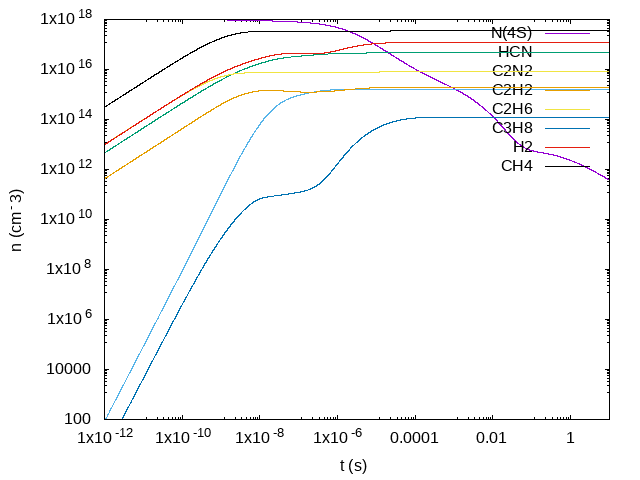 1x10^18
1x10^16
1x10^14
1x10^12
1x10^10
1x10^8
1x10^6
10000
100
n (cm^-3)
N(4S)
HCN
C2N2
C2H2
C2H6
C3H8
H2
CH4
1x10^-12 1x10^-10 1x10^-8 1x10^-6 0.0001 0.01 1
t (s)